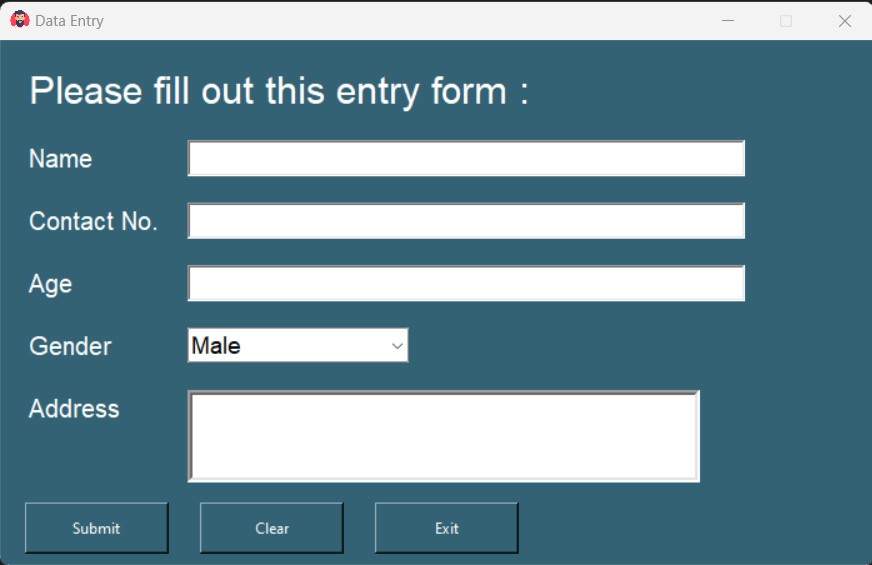 Data Entry
Please fill out this entry form :
Name
Contact No.
Age
Gender Male
Address
Submit Clear Exit